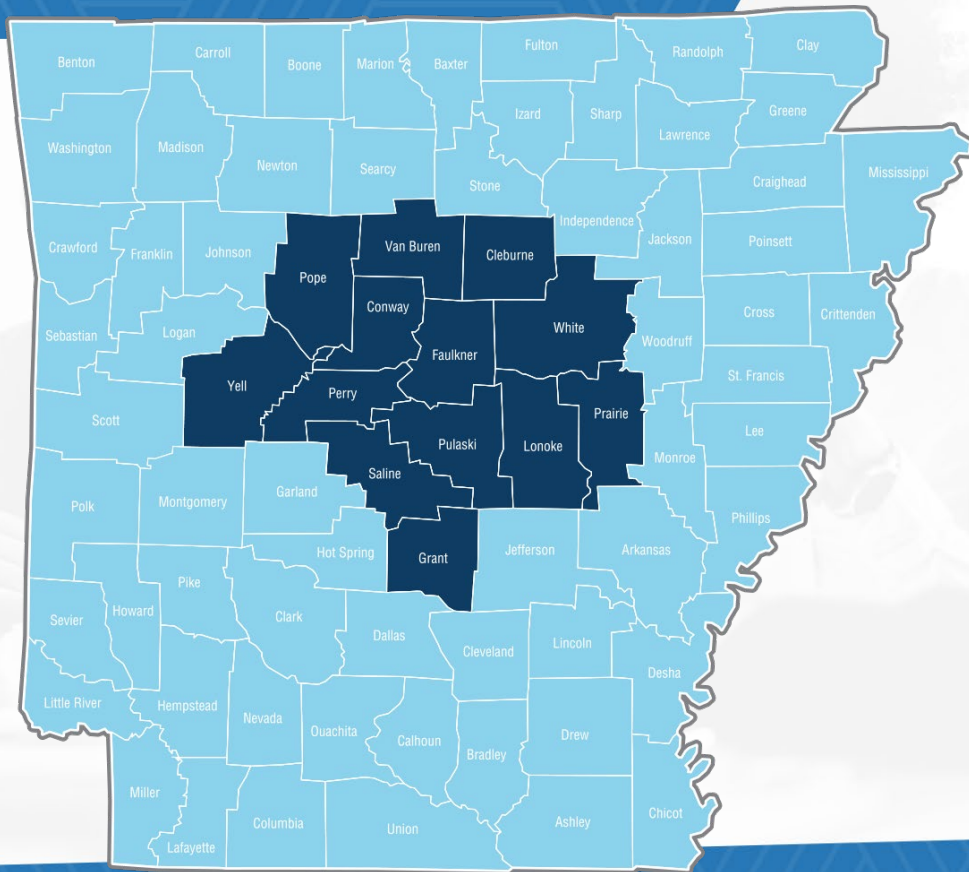 Benton
Carroll
Boone
Marion
Baxter
Fulton
Randolph
Clay
Izard
Sharp
Lawrence
Greene
Washington
Madison
Newton
Searcy
Stone
Independence
Craighead
Mississippi
Crawford
Franklin
Johnson
Pope
Van Buren
Cleburne
Jackson
Poinsett
Sebastian
Logan
Conway
Faulkner
White
Woodruff
Cross
Crittenden
Scott
Yell
Perry
Pulaski
Lonoke
Prairie
St. Francis
Lee
Polk
Montgomery
Garland
Saline
Monroe
Phillips
Hot Spring
Grant
Jefferson
Arkansas
Sevier
Howard
Pike
Clark
Dallas
Cleveland
Lincoln
Desha
Little River
Hempstead
Nevada
Ouachita
Calhoun
Bradley
Drew
Miller
Lafayette
Columbia
Union
Ashley
Chicot